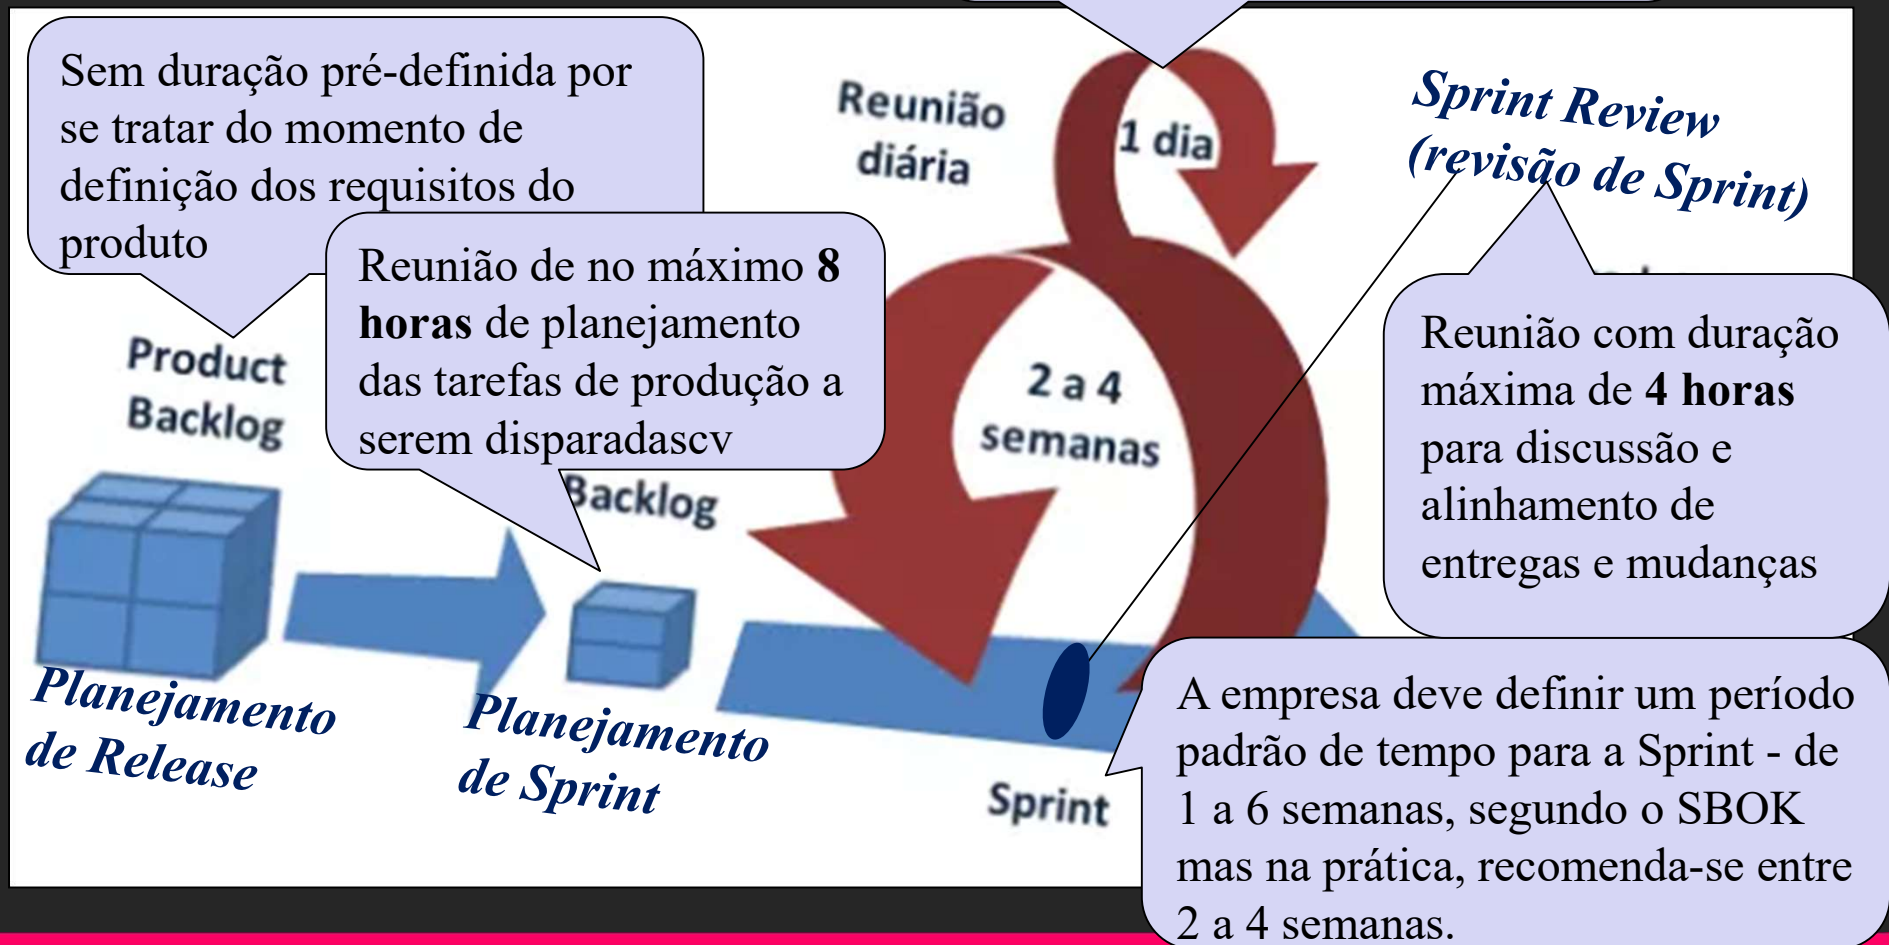 Sem duração pré-definida por
se tratar do momento de
definição dos requisitos do
produto
Reunião de no máximo 8
horas de planejamento
das tarefas de produção a
serem disparadascv
Product
Backlog
Backlog
Planejamento
de Release
Planejamento
de Sprint
Reunião
diária
1 dia
2 a 4
semanas
Sprint
Sprint Review
(revisão de Sprint)
Reunião com duração
máxima de 4 horas
para discussão e
alinhamento de
entregas e mudanças
A empresa deve definir um período
padrão de tempo para a Sprint - de
1 a 6 semanas, segundo o SBOK
mas na prática, recomenda-se entre
2 a 4 semanas.